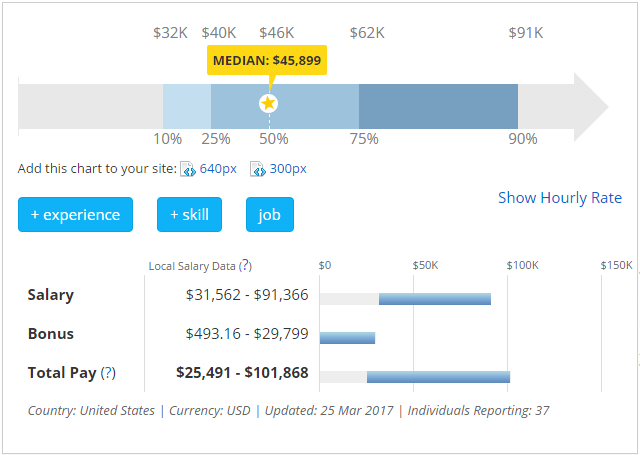 $32K $40K $46K $62K $91K
MEDIAN: $45,899
10% 25% 50% 75% 90%
Add this chart to your site: 640px 300px
Show Hourly Rate
+ experience + skill job
Local Salary Data (?) $0 $50K $100K $150K
Salary $31,562 - $91,366
Bonus $493.16 - $29,799
Total Pay (?) $25,491 - $101,868
Country: United States | Currency: USD | Updated: 25 Mar 2017 | Individuals Reporting: 37